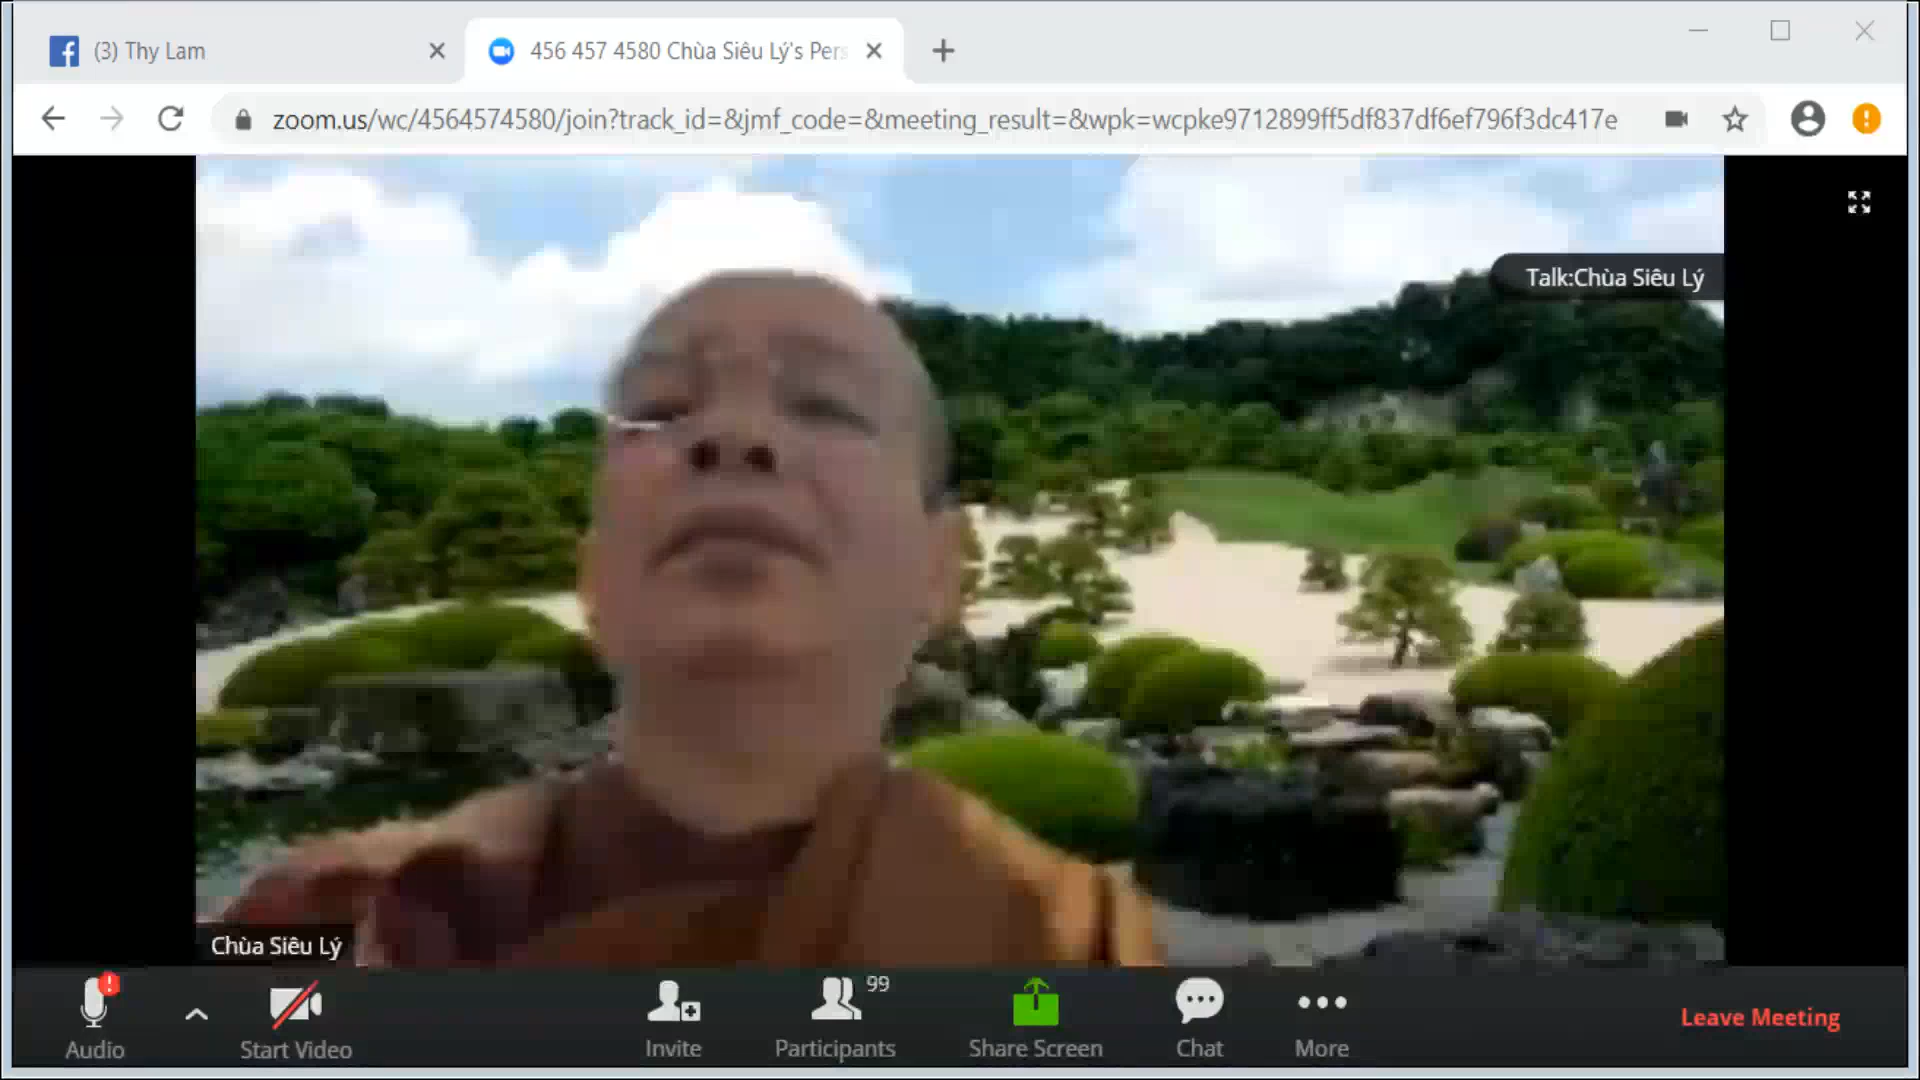 (3) Thy Lam
456 457 4580 Chùa Siêu Lý's Pers
zoom.us/wc/4564574580/join?track_id=&jmf_code=&meeting_result=&wpk=wcpke9712899ff5df837df6ef796f3dc417e
Talk:Chùa Siêu Lý
Chùa Siêu Lý
99
Audio
Start Video
Invite
Participants
Share Screen
Chat
More
Leave Meeting